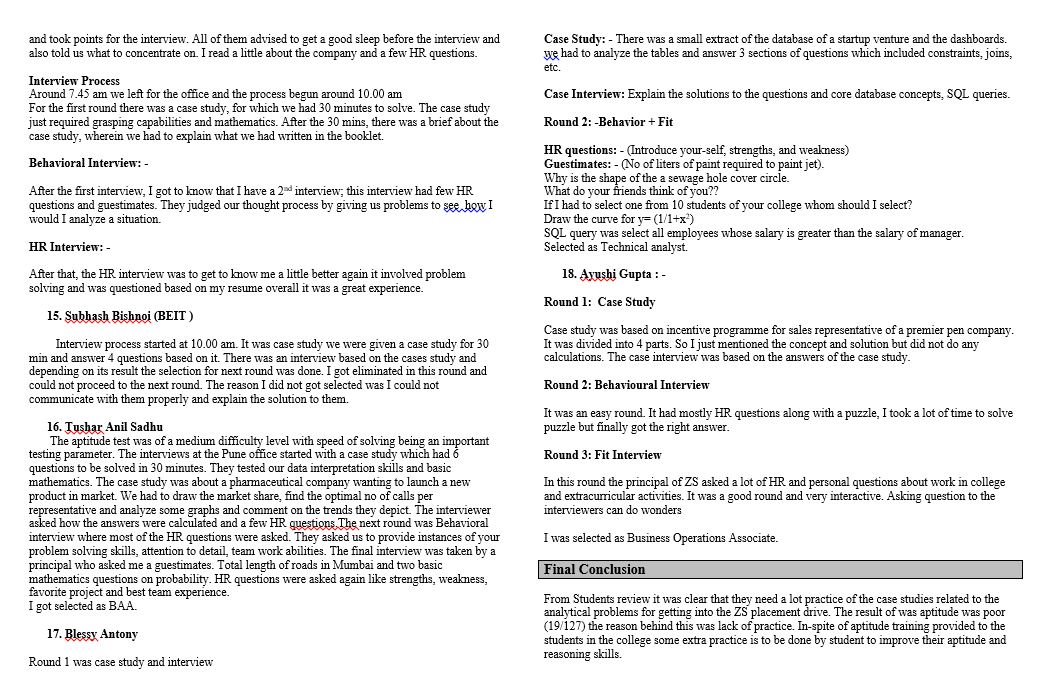 and took points for the interview. All of them advised to get a good sleep before the interview and
also told us what to concentrate on. I read a little about the company and a few HR questions.
Interview Process
Around 7.45 am we left for the office and the process begun around 10.00 am
For the first round there was a case study, for which we had 30 minutes to solve. The case study
just required grasping capabilities and mathematics. After the 30 mins, there was a brief about the
case study, wherein we had to explain what we had written in the booklet.
Behavioral Interview: -
After the first interview, I got to know that I have a 2nd interview; this interview had few HR
questions and guestimates. They judged our thought process by giving us problems to see, how I
would I analyze a situation.
HR Interview: -
After that, the HR interview was to get to know me a little better again it involved problem
solving and was questioned based on my resume overall it was a great experience.
15. Subhash Bishnoi (BEIT )
Interview process started at 10.00 am. It was case study we were given a case study for 30
min and answer 4 questions based on it. There was an interview based on the cases study and
depending on its result the selection for next round was done. I got eliminated in this round and
could not proceed to the next round. The reason I did not got selected was I could not
communicate with them properly and explain the solution to them.
16. Tushar Anil Sadhu
The aptitude test was of a medium difficulty level with speed of solving being an important
testing parameter. The interviews at the Pune office started with a case study which had 6
questions to be solved in 30 minutes. They tested our data interpretation skills and basic
mathematics. The case study was about a pharmaceutical company wanting to launch a new
product in market. We had to draw the market share, find the optimal no of calls per
representative and analyze some graphs and comment on the trends they depict. The interviewer
asked how the answers were calculated and a few HR questions.The next round was Behavioral
interview where most of the HR questions were asked. They asked us to provide instances of your
problem solving skills, attention to detail, team work abilities. The final interview was taken by a
principal who asked me a guestimates. Total length of roads in Mumbai and two basic
mathematics questions on probability. HR questions were asked again like strengths, weakness,
favorite project and best team experience.
I got selected as BAA.
17. Blessy Antony
Round 1 was case study and interview
Case Study: - There was a small extract of the database of a startup venture and the dashboards.
we had to analyze the tables and answer 3 sections of questions which included constraints, joins,
etc.
Case Interview: Explain the solutions to the questions and core database concepts, SQL queries.
Round 2: -Behavior + Fit
HR questions: - (Introduce your-self, strengths, and weakness)
Guestimates: - (No of liters of paint required to paint jet).
Why is the shape of the a sewage hole cover circle.
What do your friends think of you??
If I had to select one from 10 students of your college whom should I select?
Draw the curve for y= (1/1+x²)
SQL query was select all employees whose salary is greater than the salary of manager.
Selected as Technical analyst.
18. Ayushi Gupta : -
Round 1: Case Study
Case study was based on incentive programme for sales representative of a premier pen company.
It was divided into 4 parts. So I just mentioned the concept and solution but did not do any
calculations. The case interview was based on the answers of the case study.
Round 2: Behavioural Interview
It was an easy round. It had mostly HR questions along with a puzzle, I took a lot of time to solve
puzzle but finally got the right answer.
Round 3: Fit Interview
In this round the principal of ZS asked a lot of HR and personal questions about work in college
and extracurricular activities. It was a good round and very interactive. Asking question to the
interviewers can do wonders
I was selected as Business Operations Associate.
Final Conclusion
From Students review it was clear that they need a lot practice of the case studies related to the
analytical problems for getting into the ZS placement drive. The result of was aptitude was poor
(19/127) the reason behind this was lack of practice. In-spite of aptitude training provided to the
students in the college some extra practice is to be done by student to improve their aptitude and
reasoning skills.